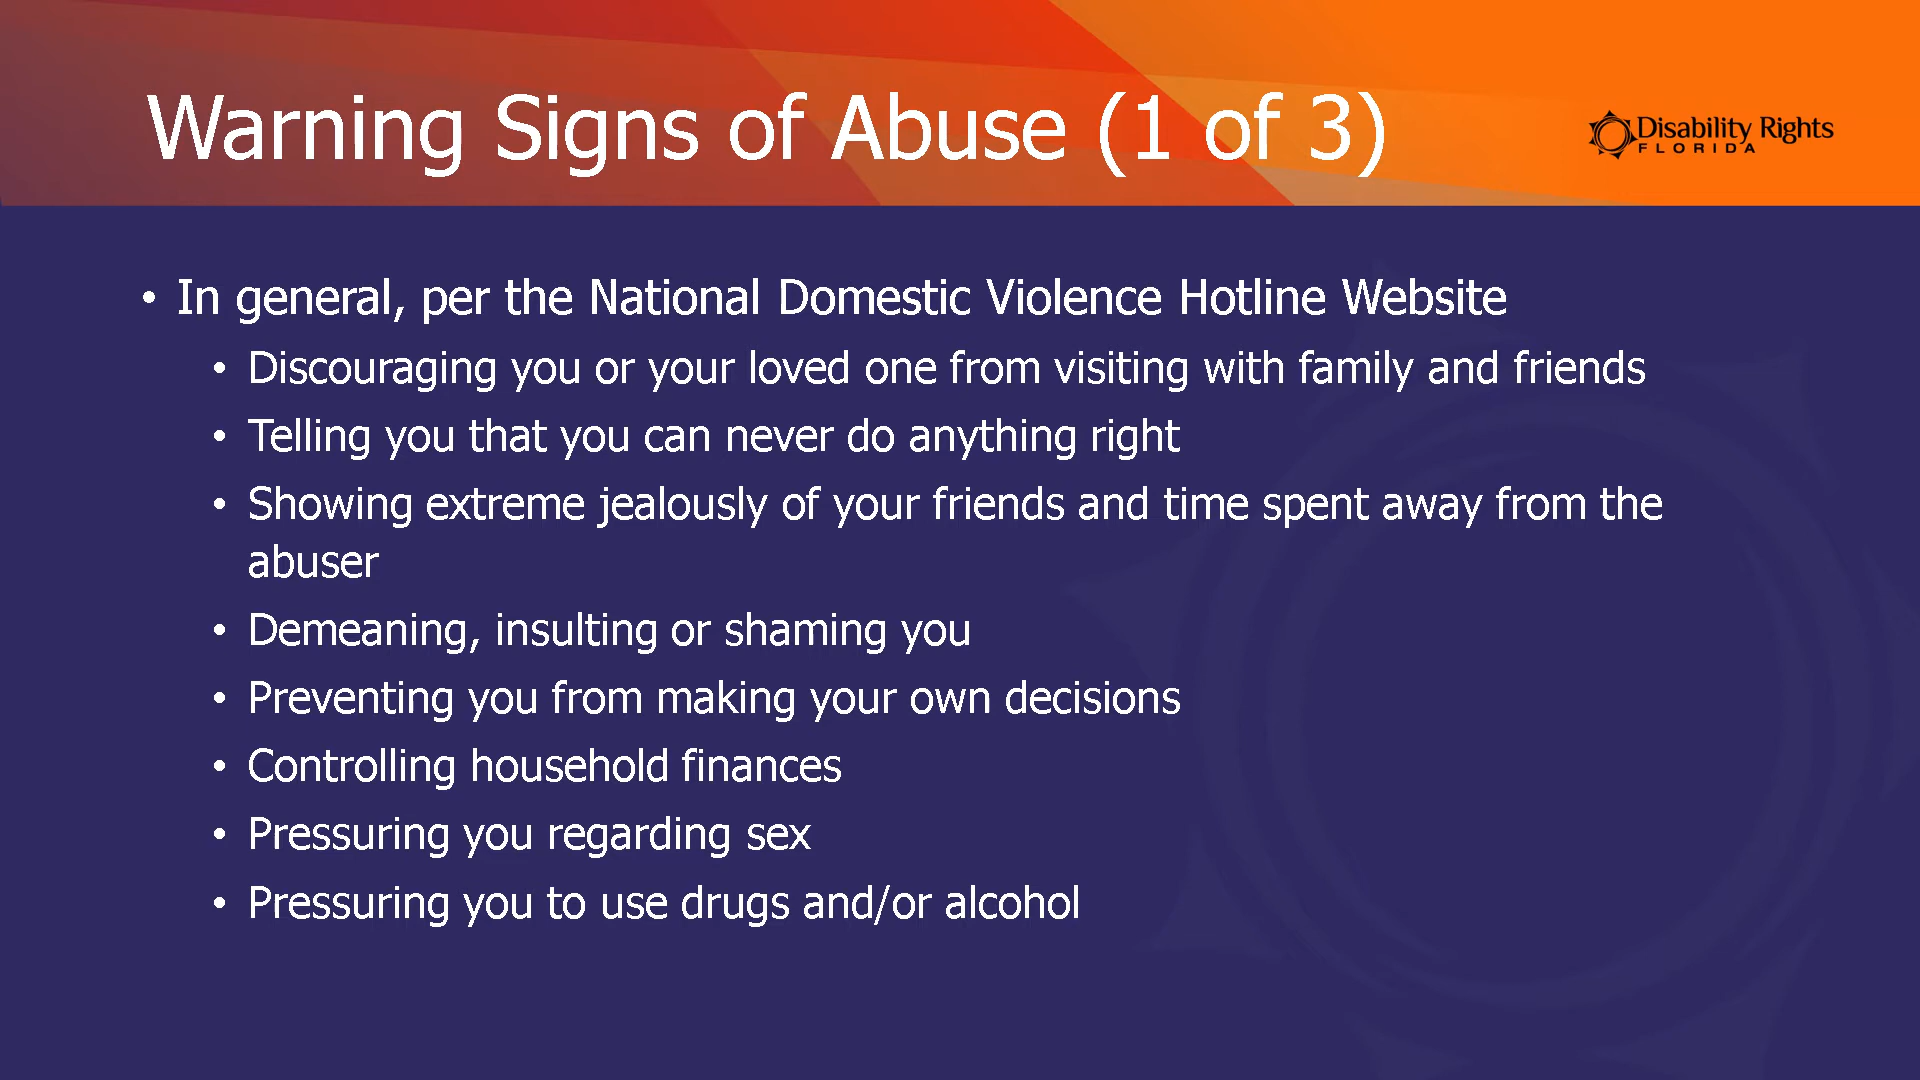 Warning Signs of Abuse (1 of 3)
Disability Rights
FLORIDA
• In general, per the National Domestic Violence Hotline Website
• Discouraging you or your loved one from visiting with family and friends
• Telling you that you can never do anything right
• Showing extreme jealously of your friends and time spent away from the
abuser
• Demeaning, insulting or shaming you
• Preventing you from making your own decisions
• Controlling household finances
• Pressuring you regarding sex
• Pressuring you to use drugs and/or alcohol